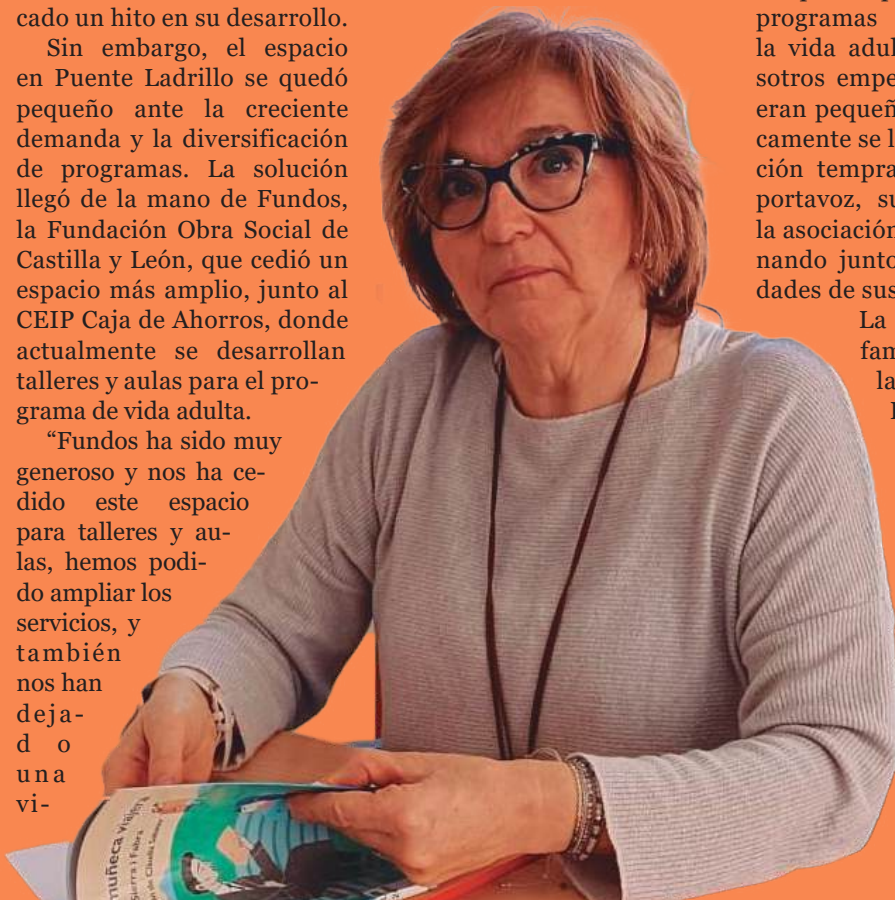 cado un hito en su desarrollo.
Sin embargo, el espacio
en Puente Ladrillo se quedó
pequeño ante la creciente
demanda y la diversificación
de programas. La solución
llegó de la mano de Fundos,
la Fundación Obra Social de
Castilla y León, que cedió un
espacio más amplio, junto al
CEIP Caja de Ahorros, donde
actualmente se desarrollan
talleres y aulas para el pro-
grama de vida adulta.
“Fundos ha sido muy
generoso y nos ha ce-
dido este espacio
para talleres y au-
las, hemos podi-
do ampliar los
servicios, y
también
nos han
deja-
d o
una
vi-
programas
la vida adul
sotros empe
eran pequeñ
camente se l
ción tempra
portavoz, su
la asociación
nando junto
dades de sus
La
fam
la
muñeca viajera
Sierra i Fabra